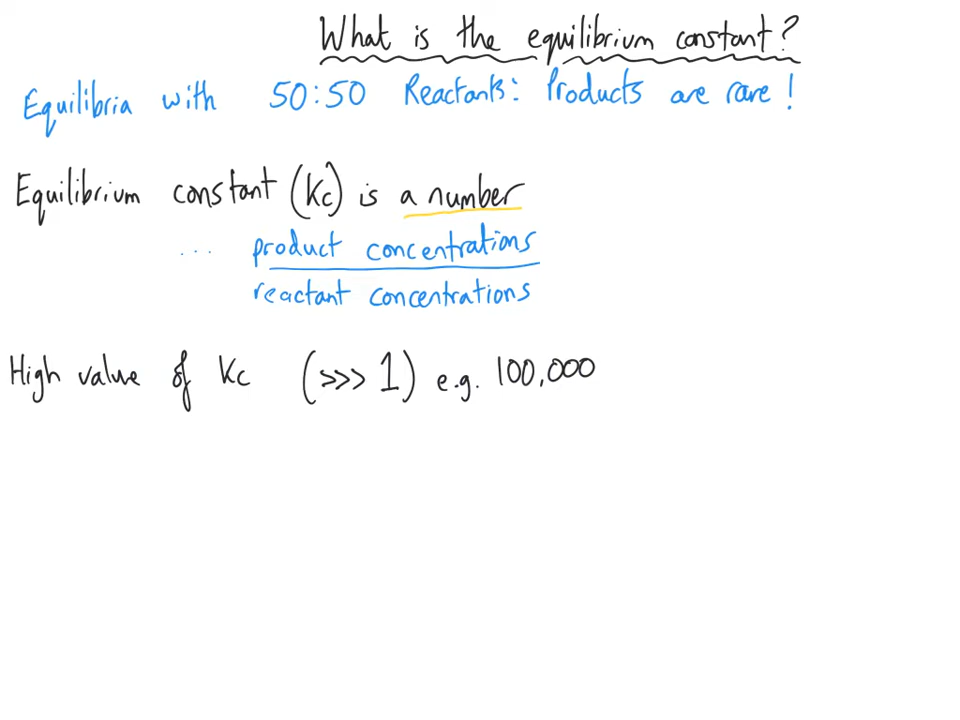 What is the equilibrium constant?
Equilibria with 50:50 Reactants: Products are rare!
Equilibrium constant (Kc) is a number
... product concentrations
reactant concentrations
High value of Kc (>>> 1) e.g. 100,000